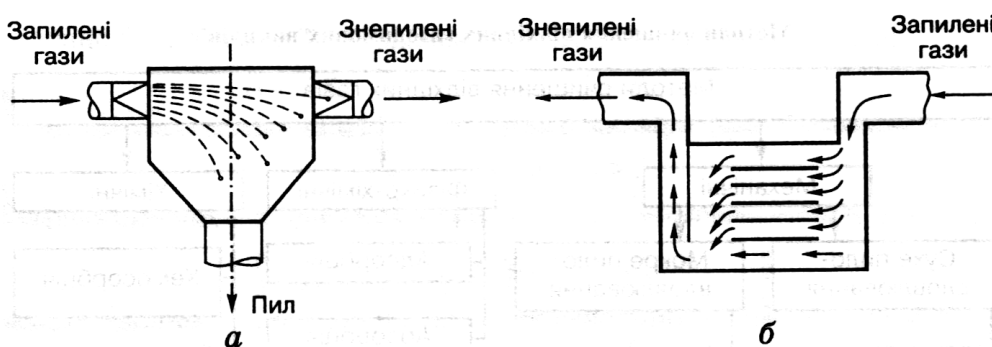 Запилені
гази
Знепилені
гази
Пил
а
Знепилені
гази
Запилені
гази
б